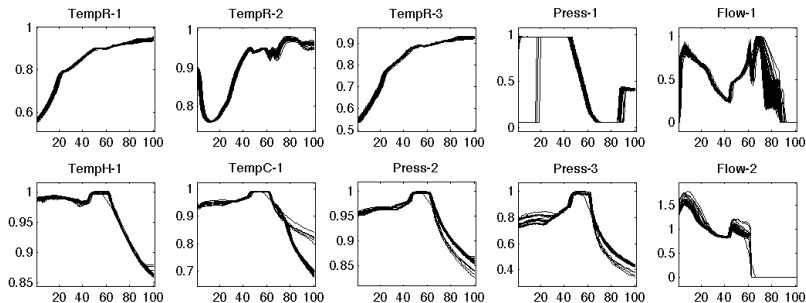 TempR-1 TempR-2 TempR-3 Press-1 Flow-1
1 1 0.9 1 1
0.8 0.9 0.8 0.5 0.5
0.6 0.8 0.7 0 0
0.6
0.5
20 40 60 80 100 20 40 60 80 100 20 40 60 80 100 20 40 60 80 100 20 40 60 80 100
TempH-1 TempC-1 Press-2 Press-3 Flow-2
1 1 1 1 1.5
0.95 0.9 0.95 0.8 1
0.9 0.8 0.9 0.6 0.5
0.85 0.7 0.85 0.4 0
20 40 60 80 100 20 40 60 80 100 20 40 60 80 100 20 40 60 80 100 20 40 60 80 100